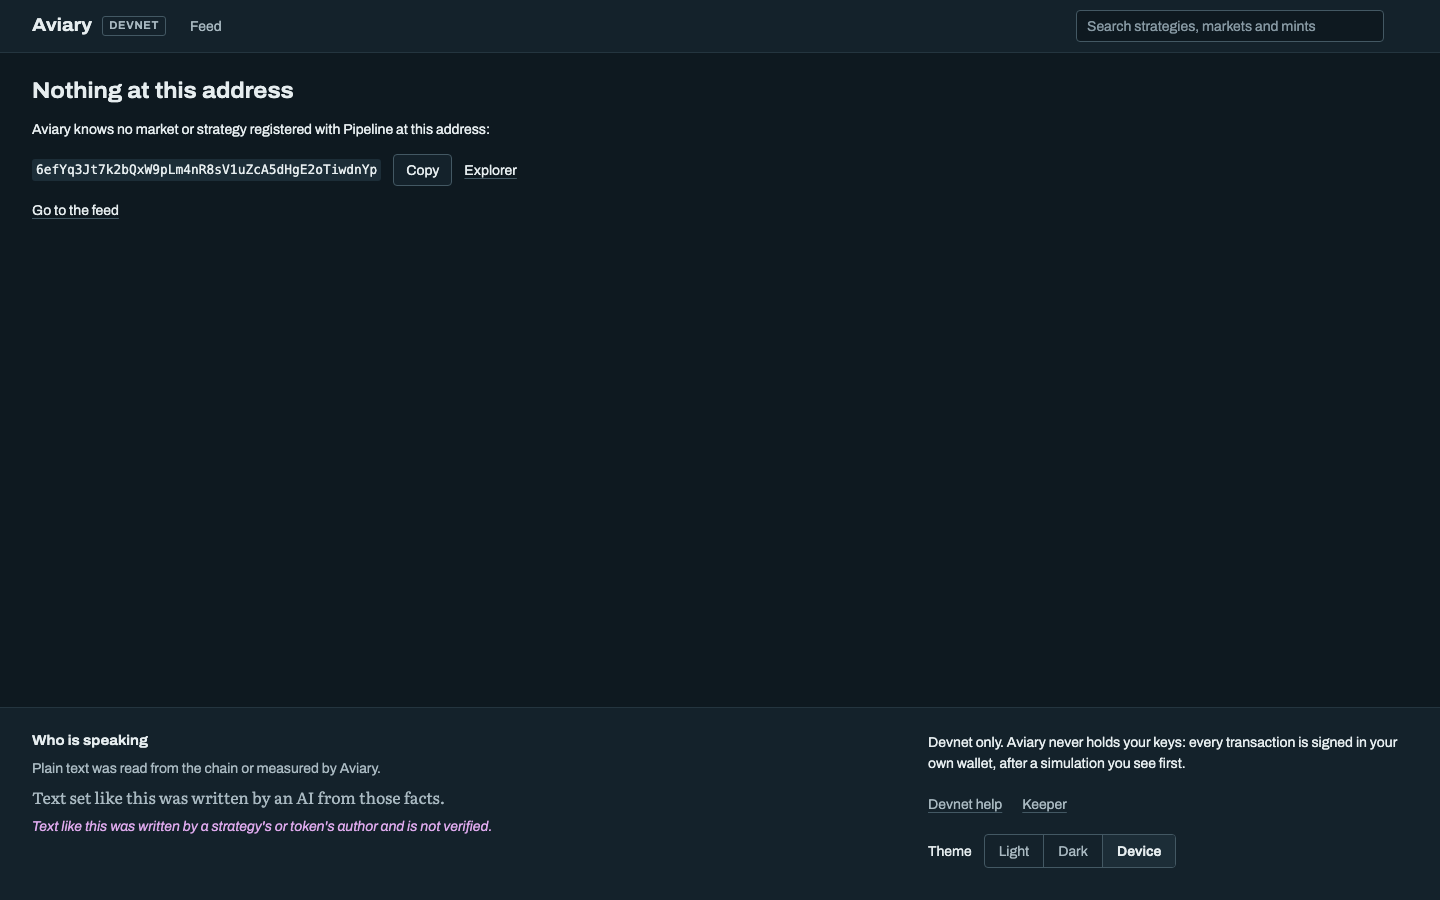 Aviary DEVNET Feed Search strategies, markets and mints
Nothing at this address
Aviary knows no market or strategy registered with Pipeline at this address:
6efYq3Jt7k2bQxW9pLm4nR8sV1uZcA5dHgE2oTiwdnYp Copy Explorer
Go to the feed
Who is speaking
Plain text was read from the chain or measured by Aviary.
Text set like this was written by an AI from those facts.
Text like this was written by a strategy's or token's author and is not verified.
Devnet only. Aviary never holds your keys: every transaction is signed in your
own wallet, after a simulation you see first.
Devnet help Keeper
Theme Light Dark Device